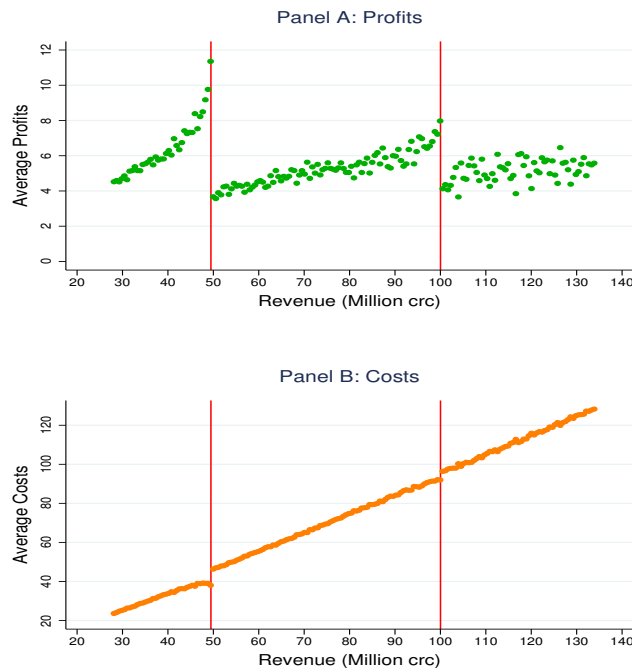 Panel A: Profits
Average Profits
0 2 4 6 8 10 12
20 30 40 50 60 70 80 90 100 110 120 130 140
Revenue (Million crc)
Panel B: Costs
Average Costs
20 40 60 80 100 120
20 30 40 50 60 70 80 90 100 110 120 130 140
Revenue (Million crc)